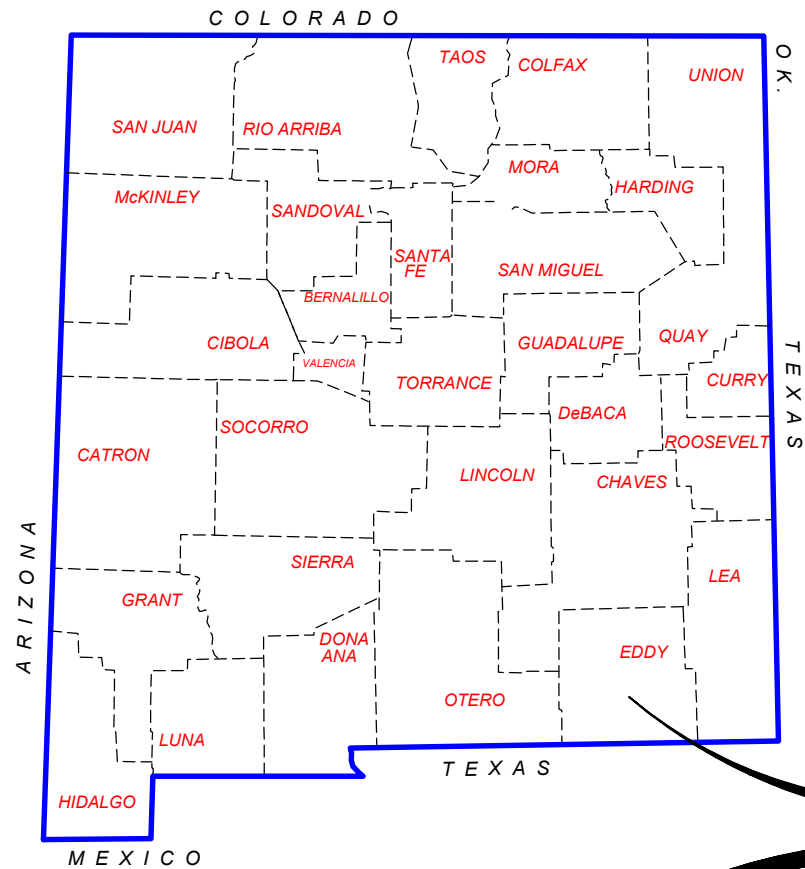 COLORADO
OK.
TAOS
COLFAX
UNION
SAN JUAN
RIO ARRIBA
MORA
HARDING
McKINLEY
SANDOVAL
SANTA
FE
SAN MIGUEL
BERNALILLO
CIBOLA
VALENCIA
GUADALUPE
QUAY
TEXAS
TORRANCE
CURRY
DeBACA
SOCORRO
ROOSEVELT
CATRON
LINCOLN
CHAVES
ARIZONA
SIERRA
LEA
GRANT
DONA
ANA
EDDY
OTERO
LUNA
TEXAS
HIDALGO
MEXICO